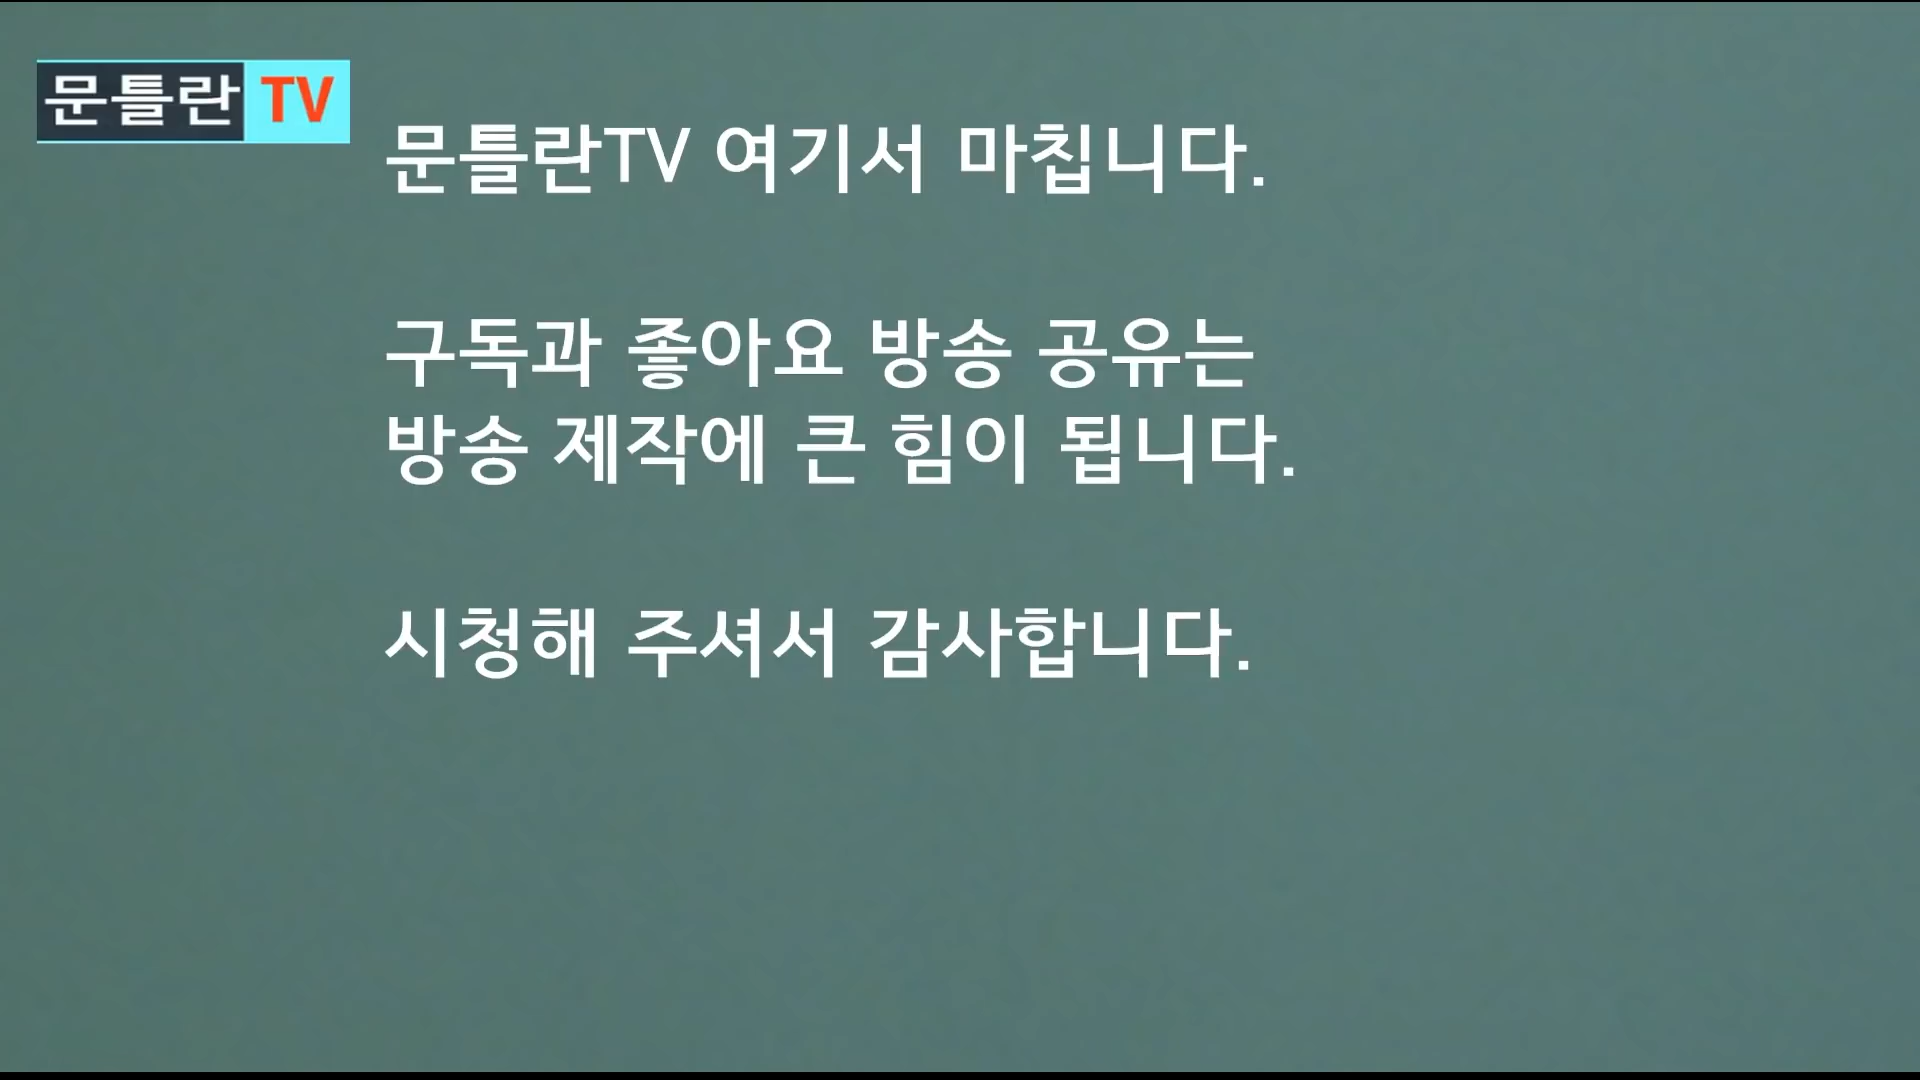 문틀란 TV
문틀란TV 여기서 마칩니다.
구독과 좋아요 방송 공유는
방송 제작에 큰 힘이 됩니다.
시청해 주셔서 감사합니다.